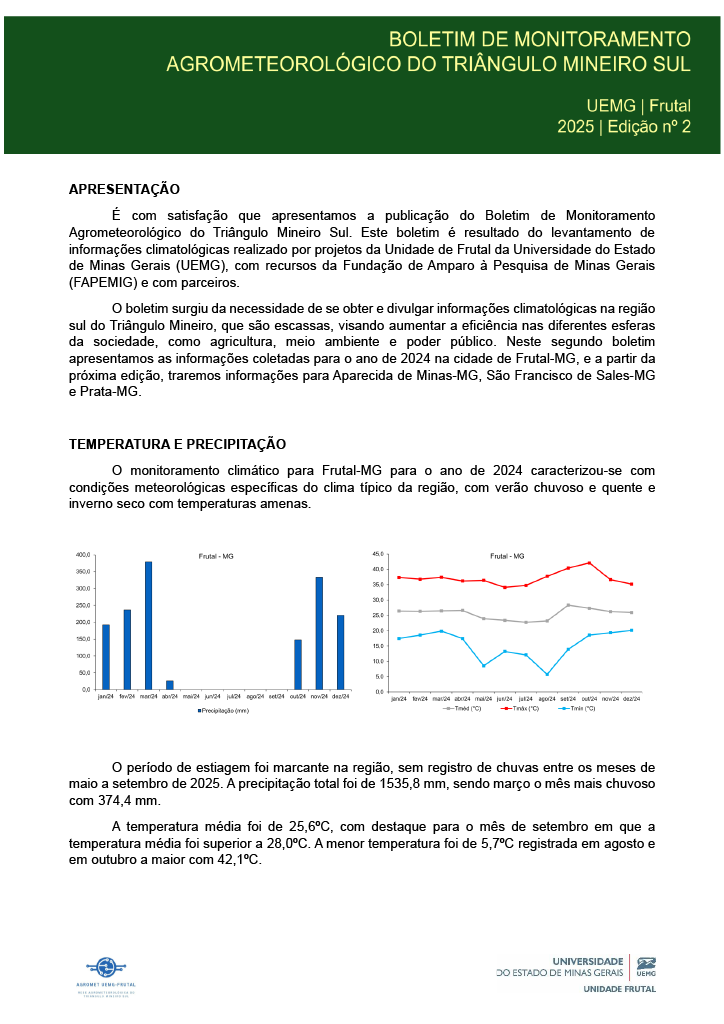 BOLETIM DE MONITORAMENTO
AGROMETEOROLÓGICO DO TRIÂNGULO MINEIRO SUL
UEMG | Frutal
2025 | Edição nº 2
APRESENTAÇÃO
É com satisfação que apresentamos a publicação do Boletim de Monitoramento
Agrometeorológico do Triângulo Mineiro Sul. Este boletim é resultado do levantamento de
informações climatológicas realizado por projetos da Unidade de Frutal da Universidade do Estado
de Minas Gerais (UEMG), com recursos da Fundação de Amparo à Pesquisa de Minas Gerais
(FAPEMIG) e com parceiros.
O boletim surgiu da necessidade de se obter e divulgar informações climatológicas na região
sul do Triângulo Mineiro, que são escassas, visando aumentar a eficiência nas diferentes esferas
da sociedade, como agricultura, meio ambiente e poder público. Neste segundo boletim
apresentamos as informações coletadas para o ano de 2024 na cidade de Frutal-MG, e a partir da
próxima edição, traremos informações para Aparecida de Minas-MG, São Francisco de Sales-MG
e Prata-MG.
TEMPERATURA E PRECIPITAÇÃO
O monitoramento climático para Frutal-MG para o ano de 2024 caracterizou-se com
condições meteorológicas específicas do clima típico da região, com verão chuvoso e quente e
inverno seco com temperaturas amenas.
Frutal - MG
400,0
350,0
300,0
250,0
200,0
150,0
100,0
50,0
0,0
jan/24 fev/24 mar/24 abr/24 mai/24 jun/24 jul/24 ago/24 set/24 out/24 nov/24 dez/24
Precipitação (mm)
Frutal - MG
45,0
40,0
35,0
30,0
25,0
20,0
15,0
10,0
5,0
0,0
jan/24 fev/24 mar/24 abr/24 mai/24 jun/24 jul/24 ago/24 set/24 out/24 nov/24 dez/24
Tméd (°C) Tmáx (°C) Tmin (°C)
O período de estiagem foi marcante na região, sem registro de chuvas entre os meses de
maio a setembro de 2025. A precipitação total foi de 1535,8 mm, sendo março o mês mais chuvoso
com 374,4 mm.
A temperatura média foi de 25,6ºC, com destaque para o mês de setembro em que a
temperatura média foi superior a 28,0ºC. A menor temperatura foi de 5,7ºC registrada em agosto e
em outubro a maior com 42,1ºC.
AGROMET UEMG-FRUTAL
REDE AGROMETEOROLÓGICA DO
TRIÂNGULO MINEIRO SUL
UNIVERSIDADE
DO ESTADO DE MINAS GERAIS
UEMG
UNIDADE FRUTAL